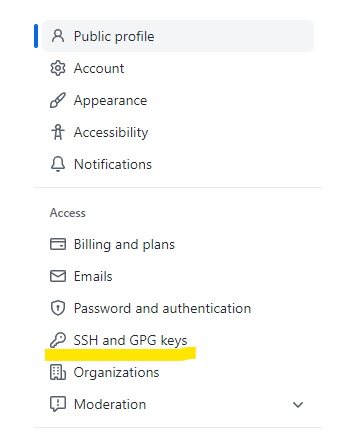 Public profile
Account
Appearance
Accessibility
Notifications
Access
Billing and plans
Emails
Password and authentication
SSH and GPG keys
Organizations
Moderation